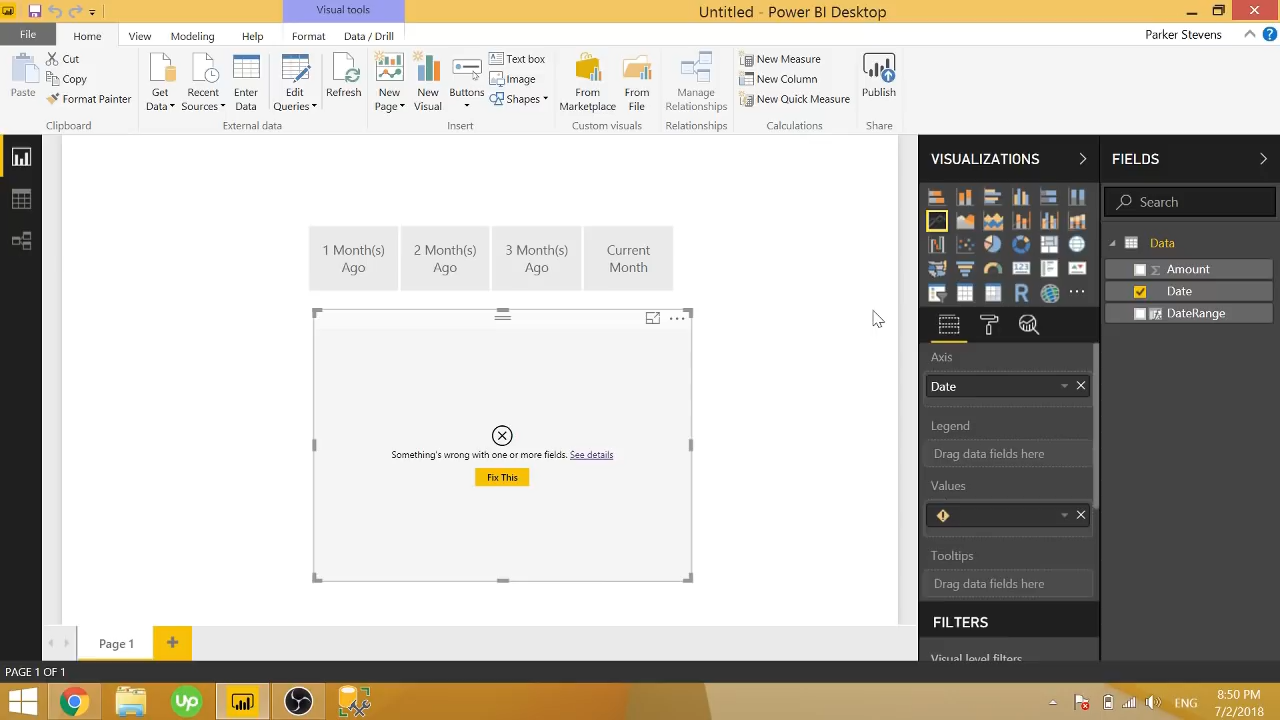 Visual tools
Untitled - Power BI Desktop
File
Home
View
Modeling
Help
Format
Data / Drill
Parker Stevens
Paste
Cut
Copy
Format Painter
Clipboard
Get
Data
Recent
Sources
Enter
Data
Edit
Queries
External data
Refresh
New
Page
New
Visual
Buttons
Text box
Image
Shapes
Insert
From
Marketplace
From
File
Custom visuals
Manage
Relationships
Relationships
New Measure
New Column
New Quick Measure
Calculations
Publish
Share
1 Month(s)
Ago
2 Month(s)
Ago
3 Month(s)
Ago
Current
Month
Something's wrong with one or more fields. See details
Fix This
VISUALIZATIONS
Axis
Date
Legend
Drag data fields here
Values
Tooltips
Drag data fields here
FILTERS
Visual level filters
FIELDS
Search
Data
Amount
Date
DateRange
Page 1
PAGE 1 OF 1
ENG
8:50 PM
7/2/2018